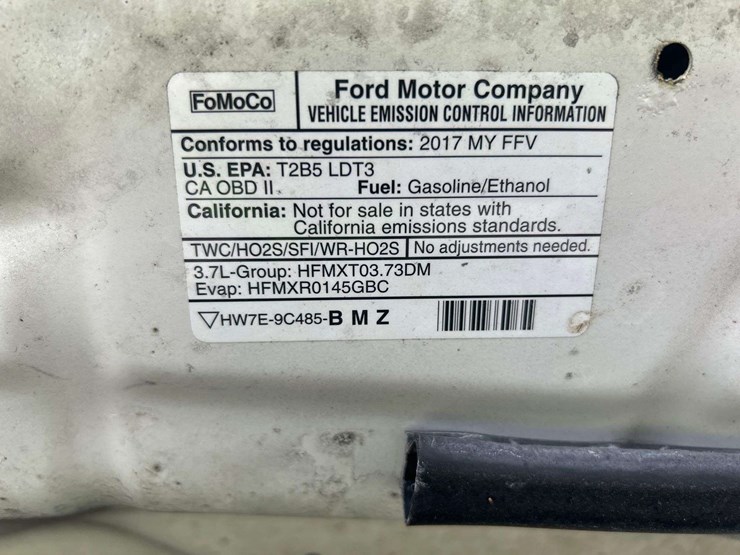 FoMoCo
Ford Motor Company
VEHICLE EMISSION CONTROL INFORMATION
Conforms to regulations: 2017 MY FFV
U.S. EPA: T2B5 LDT3
CA OBD II Fuel: Gasoline/Ethanol
California: Not for sale in states with
California emissions standards.
TWC/HO2S/SFI/WR-HO2S No adjustments needed.
3.7L-Group: HFMXT03.73DM
Evap: HFMXR0145GBC
HW7E-9C485-B M Z